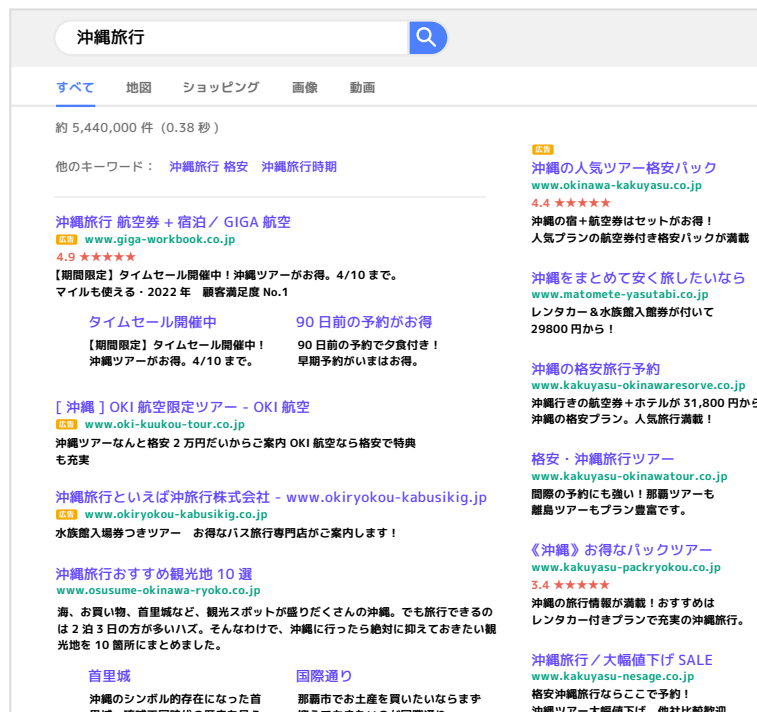 沖縄旅行
すべて 地図 ショッピング 画像 動画
約 5,440,000 件 (0.38 秒 )
他のキーワード： 沖縄旅行 格安 沖縄旅行時期
沖縄旅行 航空券 + 宿泊／ GIGA 航空
広告 www.giga-workbook.co.jp
4.9 ★★★★★
【期間限定】タイムセール開催中！沖縄ツアーがお得。4/10 まで。
マイルも使える・2022 年 顧客満足度 No.1
タイムセール開催中
【期間限定】タイムセール開催中！
沖縄ツアーがお得。4/10 まで。
90 日前の予約がお得
90 日前の予約で夕食付き！
早期予約がいまはお得。
[ 沖縄 ] OKI 航空限定ツアー - OKI 航空
広告 www.oki-kuukou-tour.co.jp
沖縄ツアーなんと格安 2 万円だいからご案内 OKI 航空なら格安で特典
も充実
沖縄旅行といえば沖旅行株式会社 - www.okiryokou-kabusikig.jp
広告 www.okiryokou-kabusikig.co.jp
水族館入場券つきツアー お得なバス旅行専門店がご案内します！
沖縄旅行おすすめ観光地 10 選
www.osusume-okinawa-ryoko.co.jp
海、お買い物、首里城など、観光スポットが盛りだくさんの沖縄。でも旅行できるの
は 2 泊 3 日の方が多いハズ。そんなわけで、沖縄に行ったら絶対に抑えておきたい観
光地を 10 箇所にまとめました。
首里城
沖縄のシンボル的存在になった首
国際通り
那覇市でお土産を買いたいならまず
広告
沖縄の人気ツアー格安パック
www.okinawa-kakuyasu.co.jp
4.4 ★★★★★
沖縄の宿＋航空券はセットがお得！
人気プランの航空券付き格安パックが満載
沖縄をまとめて安く旅したいなら
www.matomete-yasutabi.co.jp
レンタカー＆水族館入館券が付いて
29800 円から！
沖縄の格安旅行予約
www.kakuyasu-okinawaresorve.co.jp
沖縄行きの航空券＋ホテルが 31,800 円から
沖縄の格安プラン。人気旅行満載！
格安・沖縄旅行ツアー
www.kakuyasu-okinawatour.co.jp
間際の予約にも強い！那覇ツアーも
離島ツアーもプラン豊富です。
《沖縄》お得なパックツアー
www.kakuyasu-packryokou.co.jp
3.4 ★★★★★
沖縄の旅行情報が満載！おすすめは
レンタカー付きプランで充実の沖縄旅行。
沖縄旅行／大幅値下げ SALE
www.kakuyasu-nesage.co.jp
格安沖縄旅行ならここで予約！
沖縄ツアー大幅値下げ、他社比較歓迎